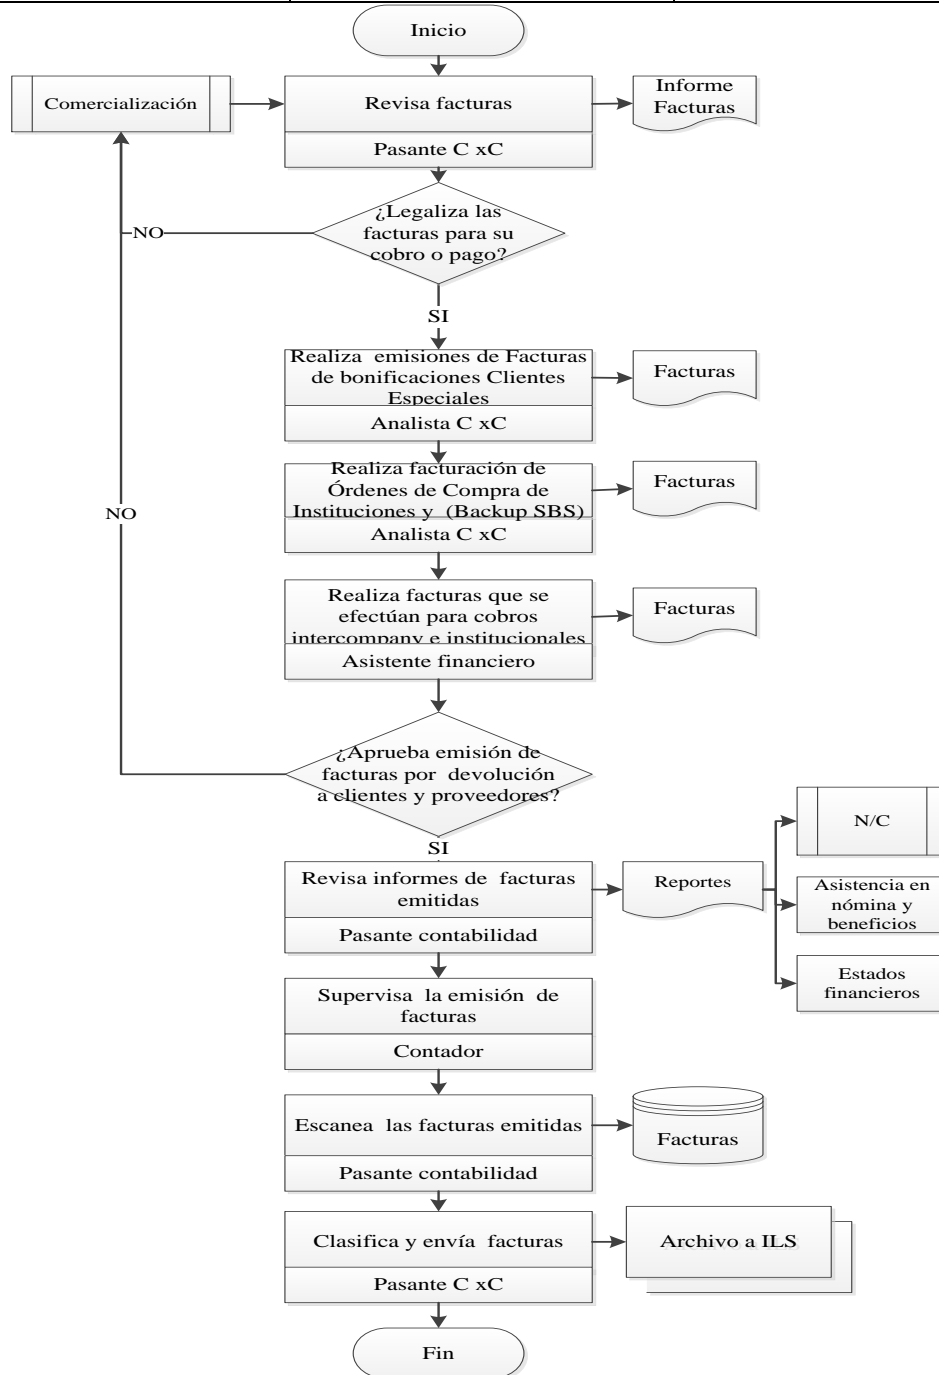 Inicio
Comercialización
Revisa facturas
Informe
Facturas
Pasante C xC
¿Legaliza las
facturas para su
cobro o pago?
NO
SI
Realiza emisiones de Facturas
de bonificaciones Clientes
Especiales
Facturas
Analista C xC
Realiza facturación de
Órdenes de Compra de
Instituciones y (Backup SBS)
Facturas
Analista C xC
NO
Realiza facturas que se
efectúan para cobros
intercompany e institucionales
Facturas
Asistente financiero
¿Aprueba emisión de
facturas por devolución
a clientes y proveedores?
SI
N/C
Revisa informes de facturas
emitidas
Reportes
Asistencia en
nómina y
beneficios
Pasante contabilidad
Estados
financieros
Supervisa la emisión de
facturas
Contador
Escanea las facturas emitidas
Facturas
Pasante contabilidad
Clasifica y envía facturas
Archivo a ILS
Pasante C xC
Fin